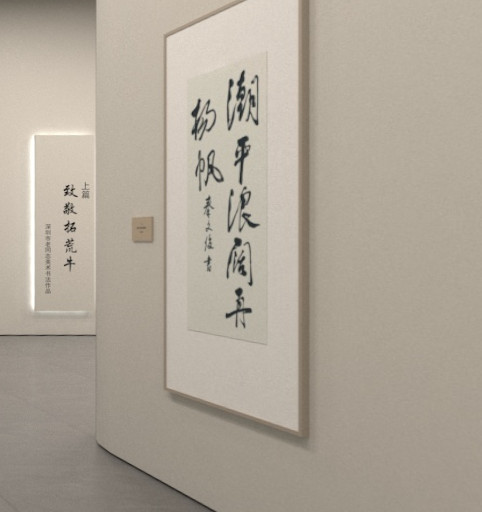 潮平浪阔再
扬帆
秦文俊书
上篇
致敬拓荒牛
深圳市老同志美术书法作品